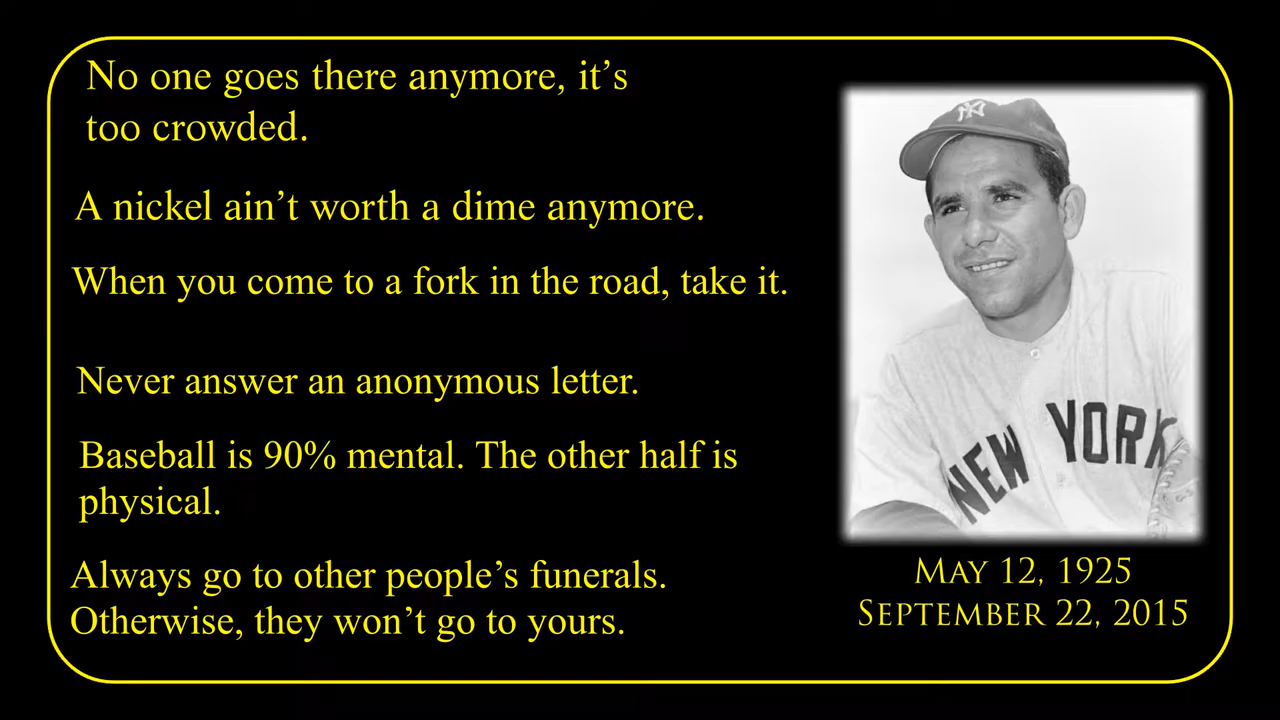 No one goes there anymore, it’s
too crowded.
A nickel ain’t worth a dime anymore.
When you come to a fork in the road, take it.
Never answer an anonymous letter.
Baseball is 90% mental. The other half is
physical.
Always go to other people’s funerals.
Otherwise, they won’t go to yours.
NY
NEW YORK
May 12, 1925
September 22, 2015